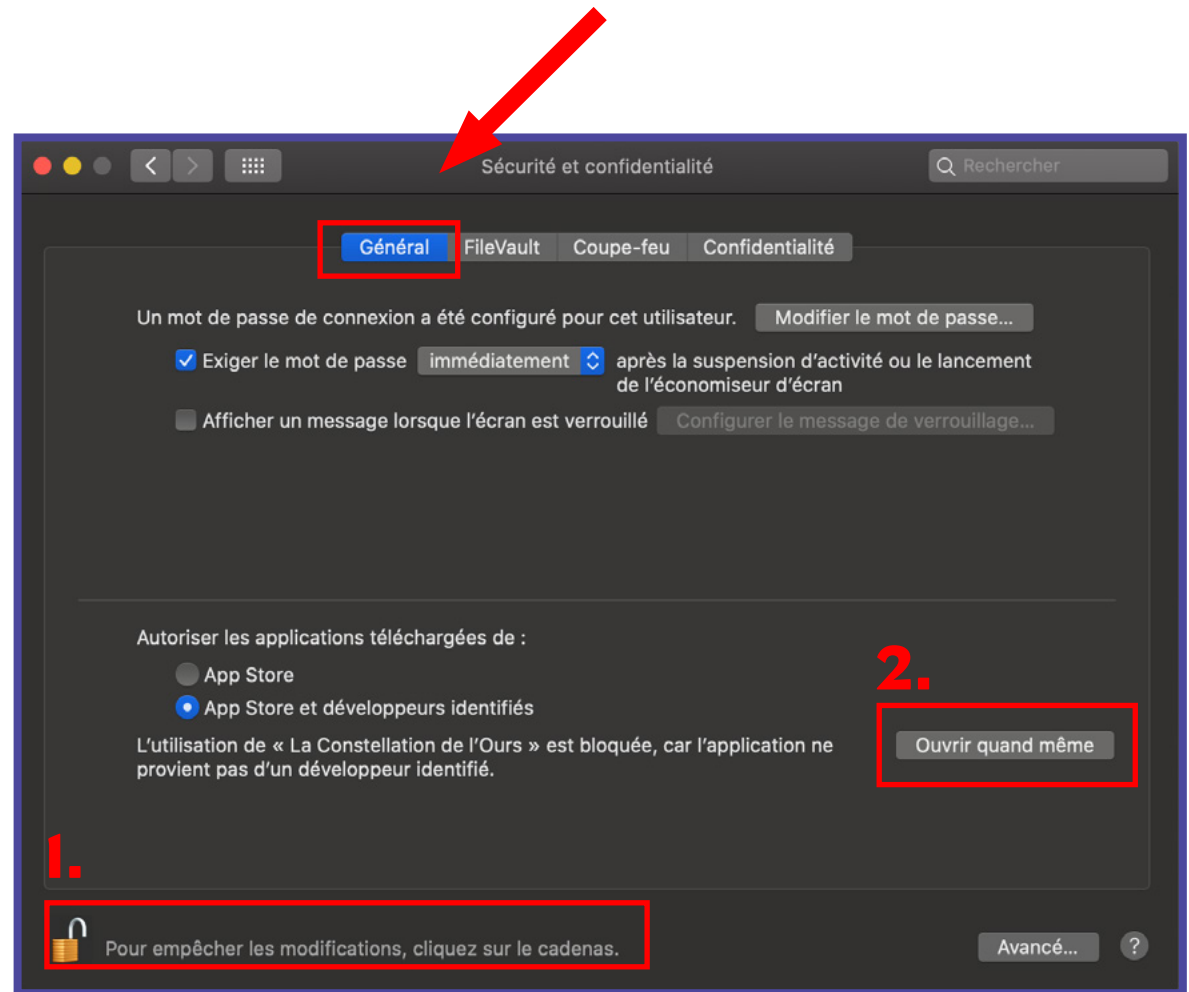 Sécurité et confidentialité
Rechercher
Général FileVault Coupe-feu Confidentialité
Un mot de passe de connexion a été configuré pour cet utilisateur. Modifier le mot de passe...
Exiger le mot de passe immédiatement après la suspension d'activité ou le lancement
de l'économiseur d'écran
Afficher un message lorsque l'écran est verrouillé Configurer le message de verrouillage...
Autoriser les applications téléchargées de :
App Store
2.
App Store et développeurs identifiés
L'utilisation de « La Constellation de l'Ours » est bloquée, car l'application ne
provient pas d'un développeur identifié.
Ouvrir quand même
1.
Pour empêcher les modifications, cliquez sur le cadenas.
Avancé... ?